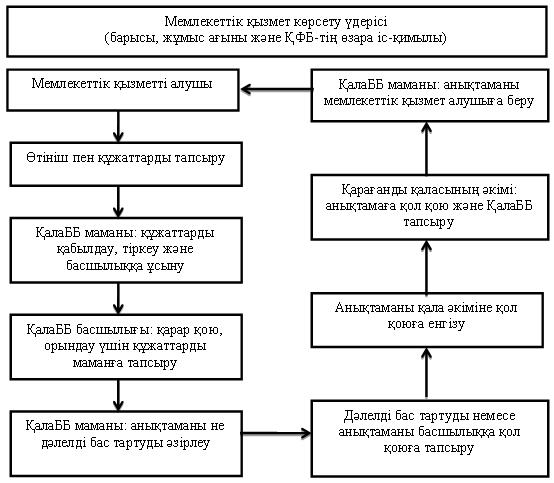 Мемлекеттік қызмет көрсету үдерісі
(барысы, жұмыс ағыны және ҚФБ-тің өзара іс-қимылы)
Мемлекеттік қызметті алушы
Өтініш пен құжаттарды тапсыру
ҚалаББ маманы: құжаттарды
қабылдау, тіркеу және
басшылыққа ұсыну
ҚалаББ басшылығы: қарар қою,
орындау үшін құжаттарды
маманға тапсыру
ҚалаББ маманы: анықтаманы не
дәлелді бас тартуды әзірлеу
Дәлелді бас тартуды немесе
анықтаманы басшылыққа қол
қоюға тапсыру
Анықтаманы қала әкіміне қол
қоюға енгізу
Қарағанды қаласының әкімі:
анықтамаға қол қою және ҚалаББ
тапсыру
ҚалаББ маманы: анықтаманы
мемлекеттік қызмет алушыға беру